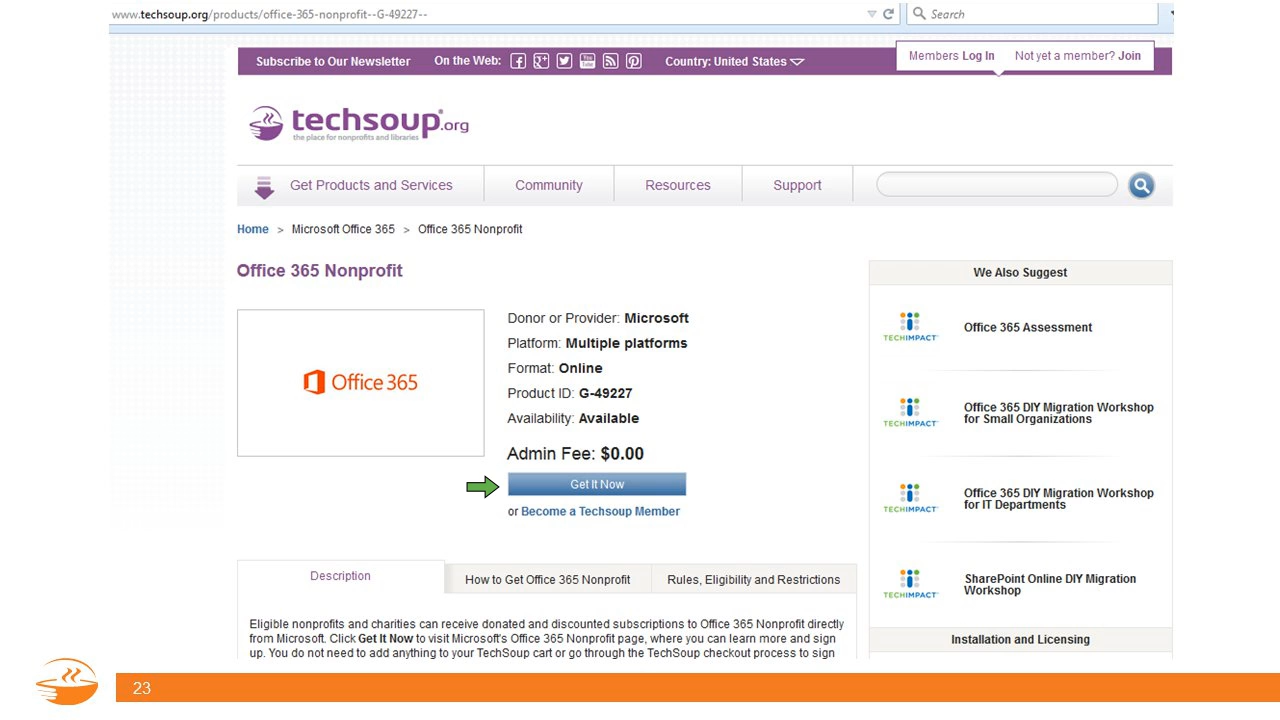 www.techsoup.org/products/office-365-nonprofit--G-49227--
Search
Subscribe to Our Newsletter On the Web: Country: United States
Members Log In Not yet a member? Join
techsoup.org
the place for nonprofits and libraries
Get Products and Services Community Resources Support
Home > Microsoft Office 365 > Office 365 Nonprofit
Office 365 Nonprofit
Office 365
Donor or Provider: Microsoft
Platform: Multiple platforms
Format: Online
Product ID: G-49227
Availability: Available
Admin Fee: $0.00
Get It Now
or Become a Techsoup Member
We Also Suggest
TECHIMPACT
Office 365 Assessment
TECHIMPACT
Office 365 DIY Migration Workshop
for Small Organizations
TECHIMPACT
Office 365 DIY Migration Workshop
for IT Departments
TECHIMPACT
SharePoint Online DIY Migration
Workshop
Installation and Licensing
Description How to Get Office 365 Nonprofit Rules, Eligibility and Restrictions
Eligible nonprofits and charities can receive donated and discounted subscriptions to Office 365 Nonprofit directly
from Microsoft. Click Get It Now to visit Microsoft's Office 365 Nonprofit page, where you can learn more and sign
up. You do not need to add anything to your TechSoup cart or go through the TechSoup checkout process to sign
23